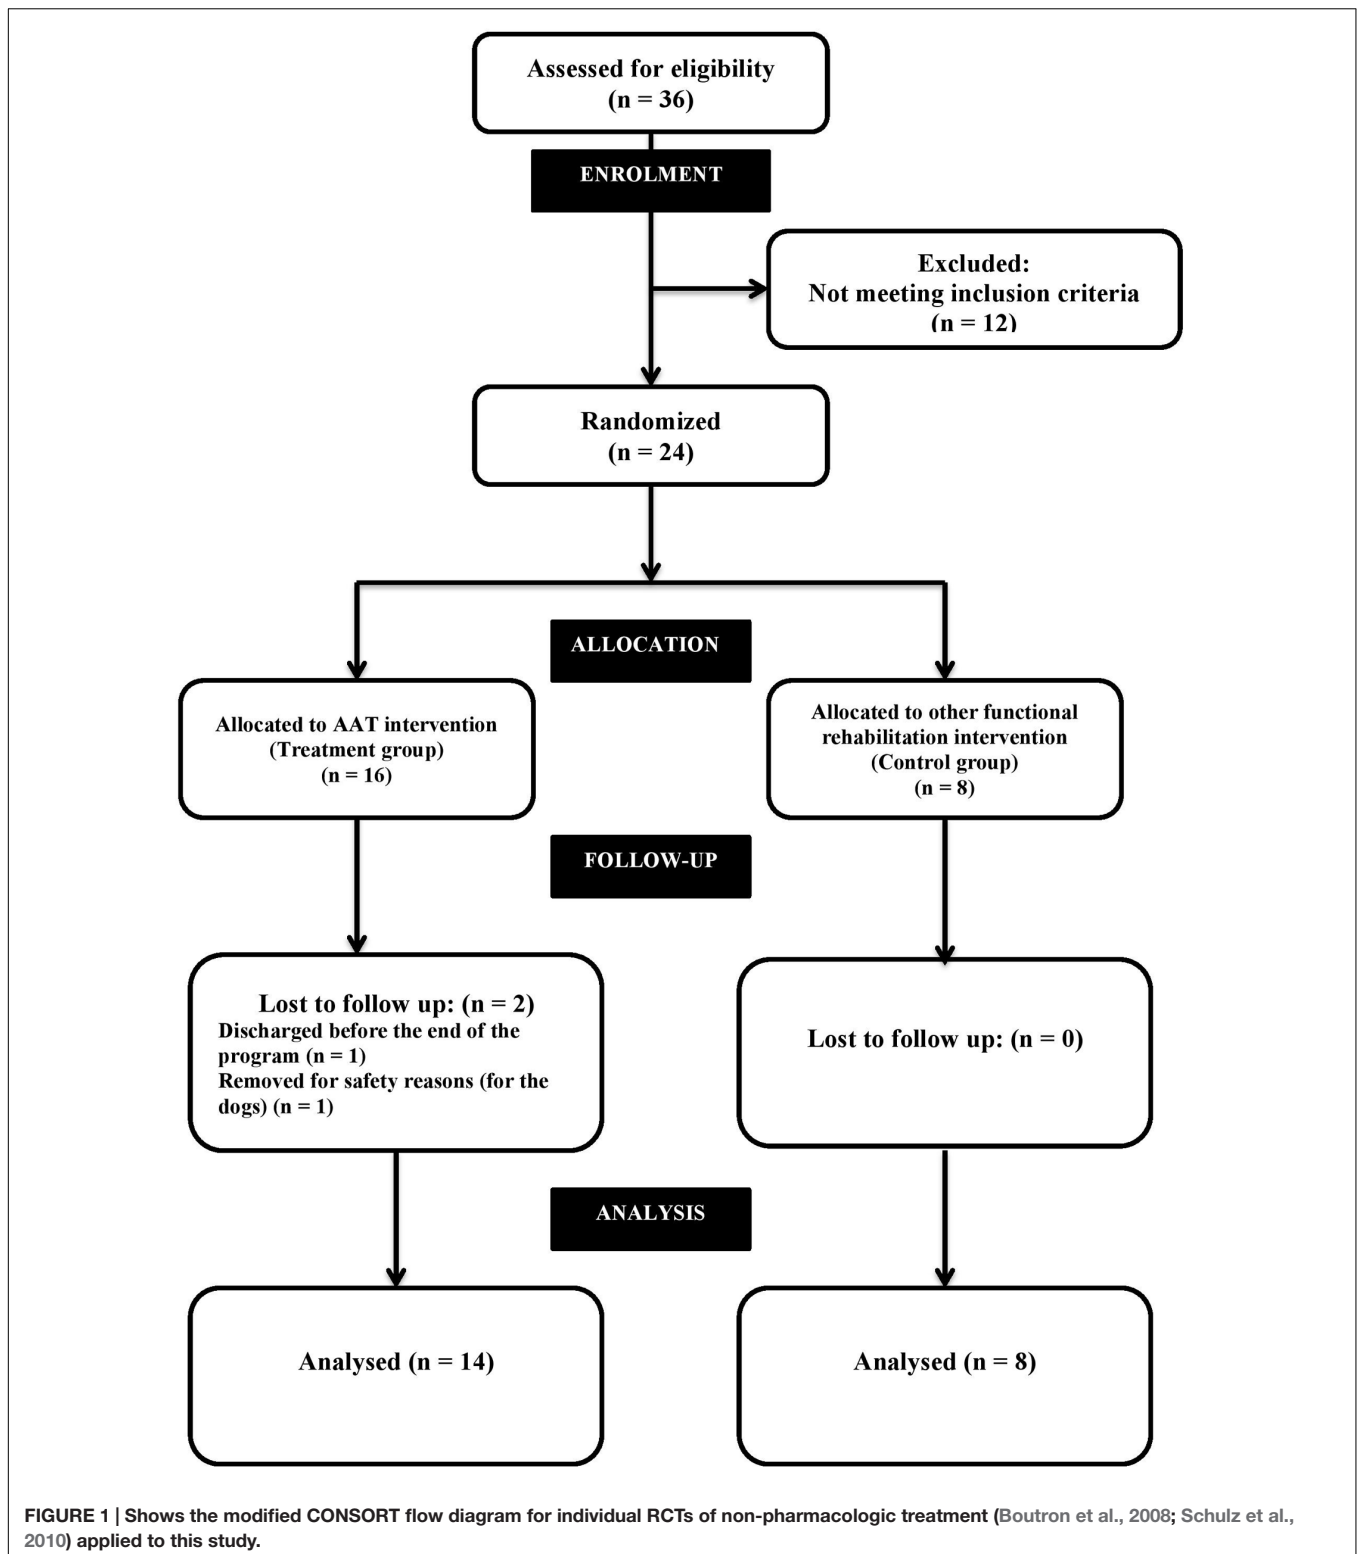 Assessed for eligibility
(n = 36)
ENROLMENT
Excluded:
Not meeting inclusion criteria
(n = 12)
Randomized
(n = 24)
ALLOCATION
Allocated to AAT intervention
(Treatment group)
(n = 16)
Allocated to other functional
rehabilitation intervention
(Control group)
(n = 8)
FOLLOW-UP
Lost to follow up: (n = 2)
Discharged before the end of the
program (n = 1)
Removed for safety reasons (for the
dogs) (n = 1)
Lost to follow up: (n = 0)
ANALYSIS
Analysed (n = 14)
Analysed (n = 8)
FIGURE 1 | Shows the modified CONSORT flow diagram for individual RCTs of non-pharmacologic treatment (Boutron et al., 2008; Schulz et al.,
2010) applied to this study.